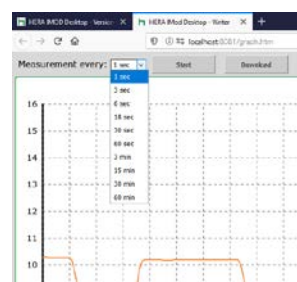 HERA IMod Desktop - Version
HERA IMod Desktop - Writer
localhost:8081/graph.htm
Measurement every: 1 sec Start Download
1 sec
3 sec
6 sec
18 sec
30 sec
60 sec
3 min
15 min
30 min
60 min
16
15
14
13
12
11
10